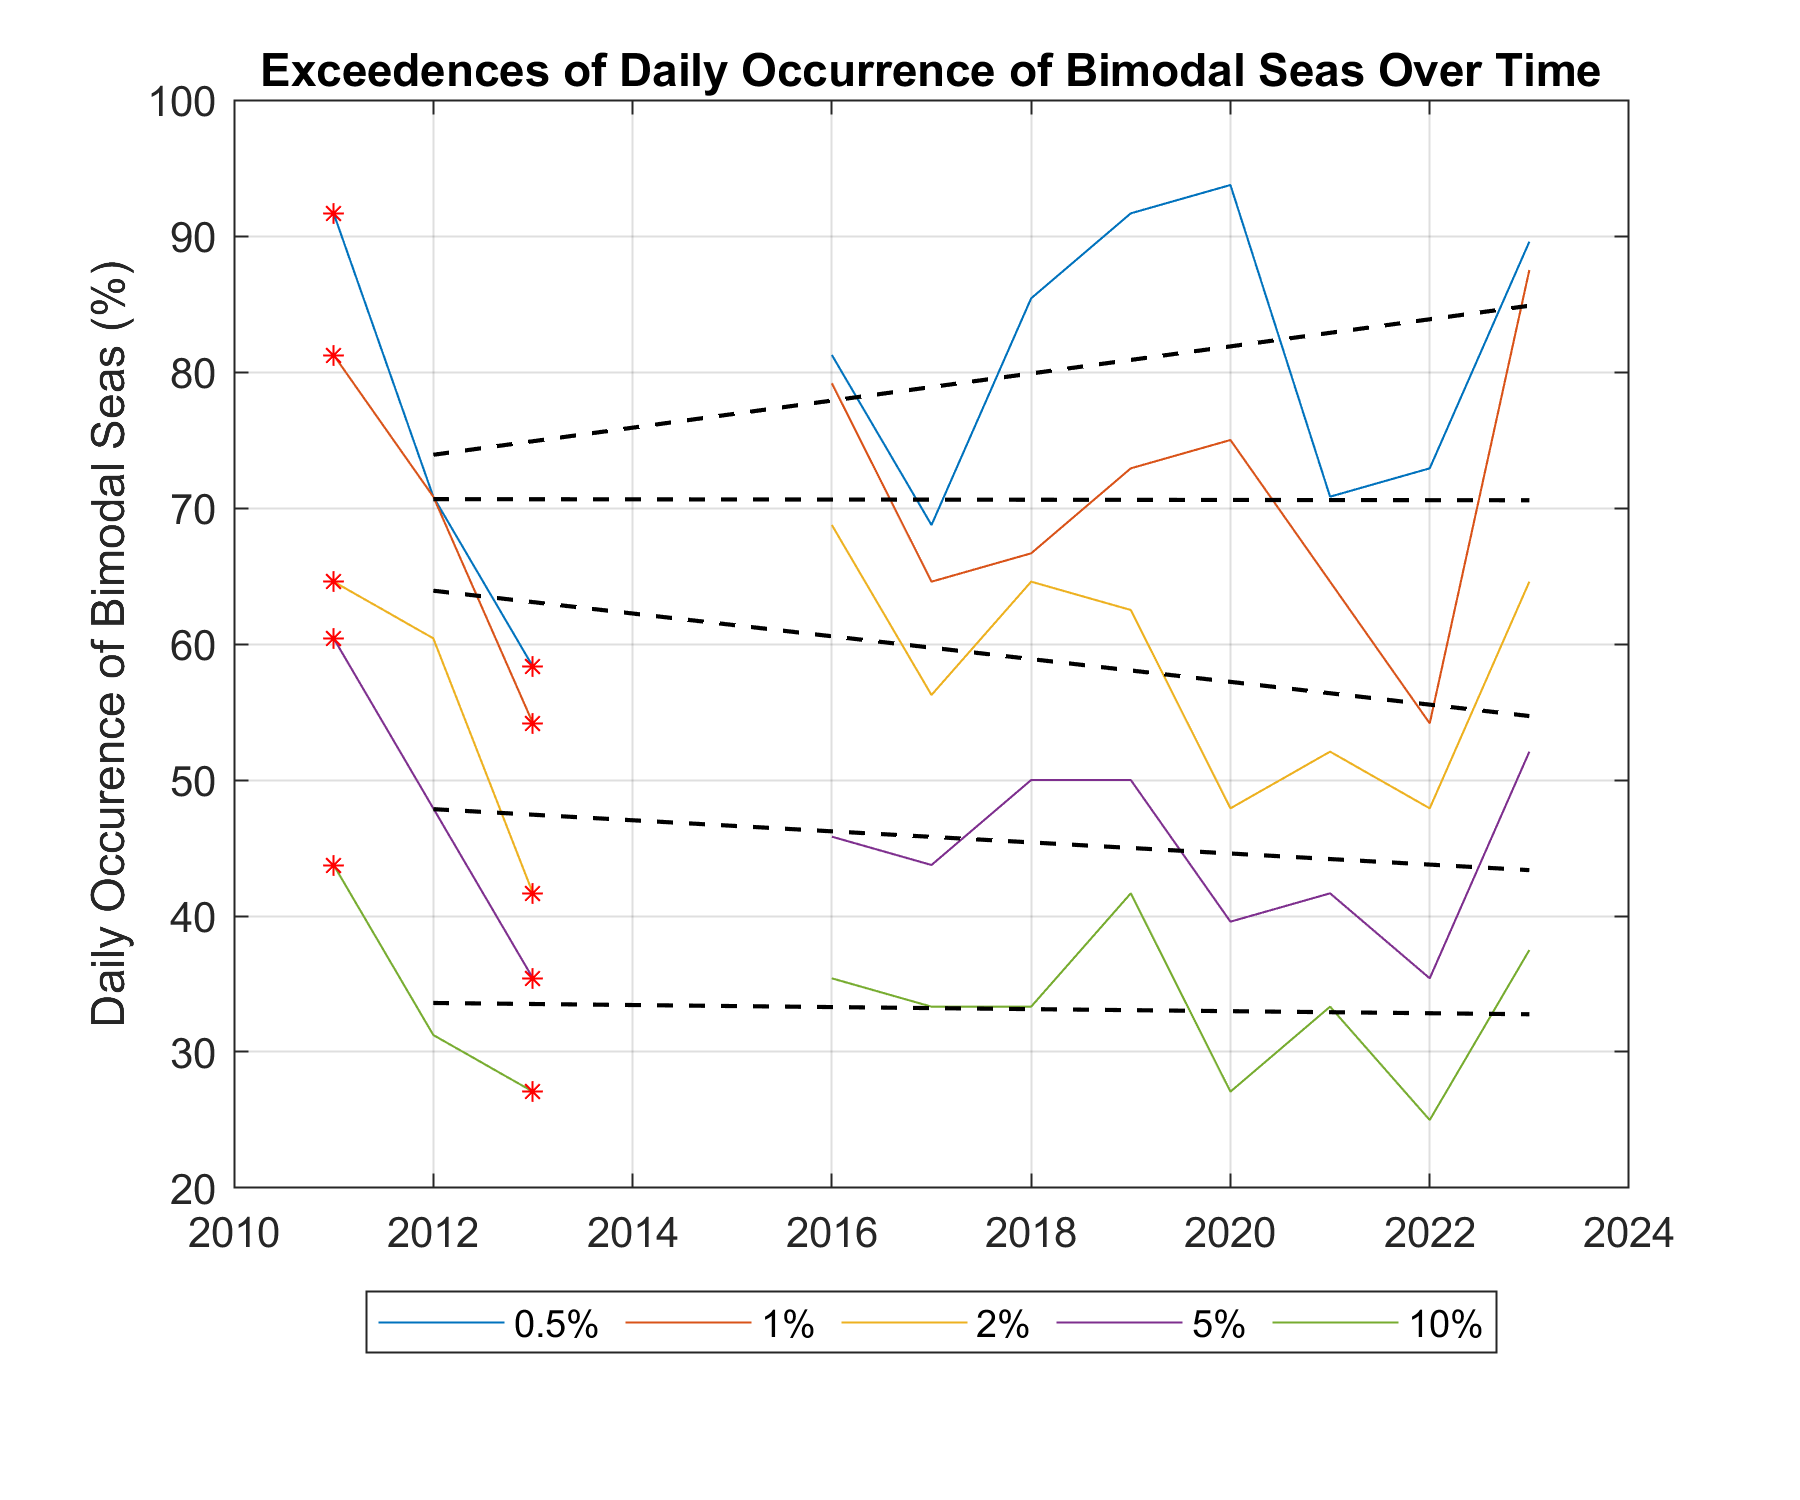 Exceedences of Daily Occurrence of Bimodal Seas Over Time
Daily Occurence of Bimodal Seas (%)
100
90
80
70
60
50
40
30
20
2010 2012 2014 2016 2018 2020 2022 2024
0.5% 1% 2% 5% 10%